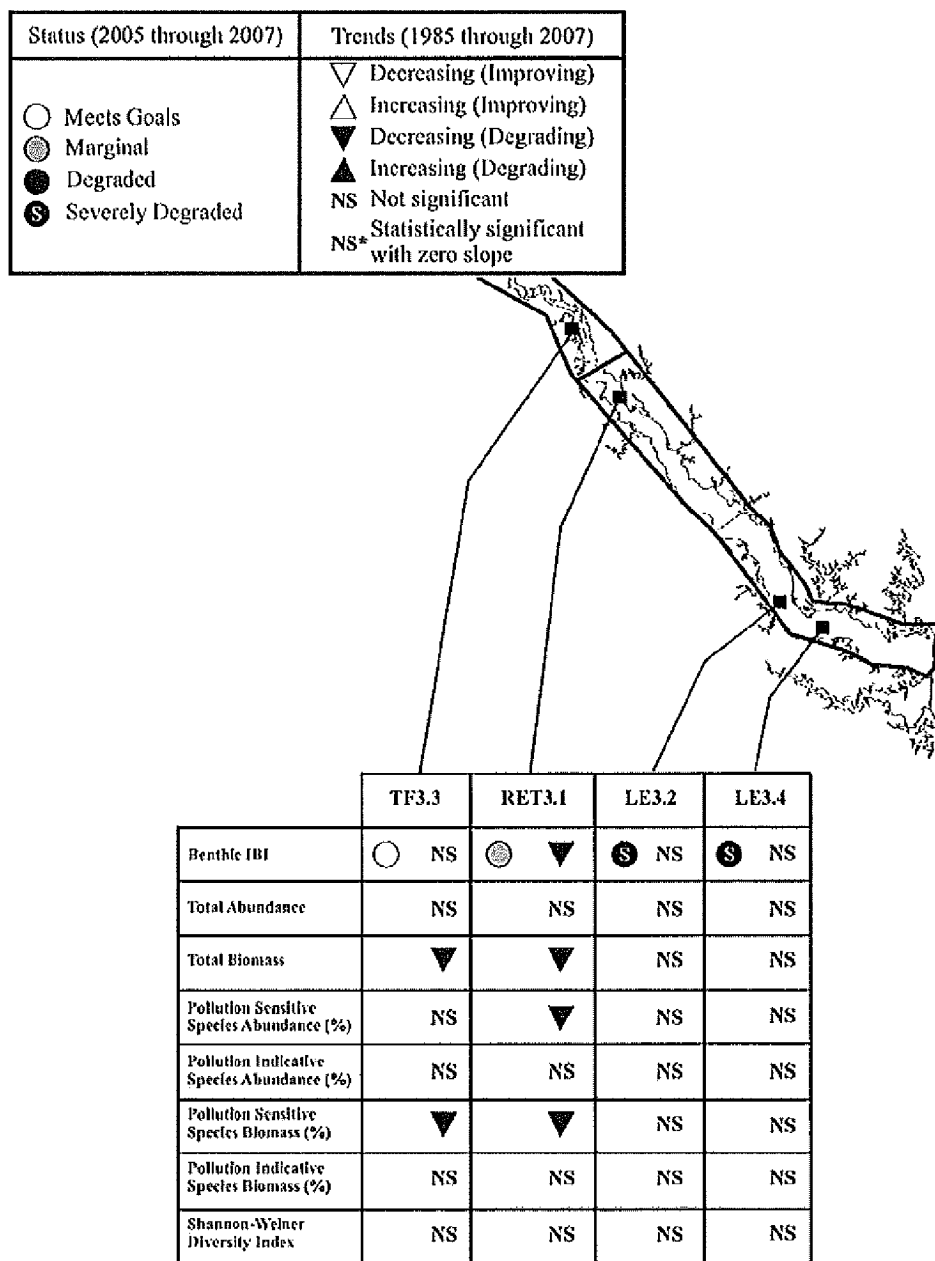 Status (2005 through 2007)
Trends (1985 through 2007)
Meets Goals
Marginal
Degraded
S Severely Degraded
Decreasing (Improving)
Increasing (Improving)
Decreasing (Degrading)
Increasing (Degrading)
NS Not significant
NS* Statistically significant
with zero slope
TF3.3 RET3.1 LE3.2 LE3.4
Benthic IBI NS S NS S NS
Total Abundance NS NS NS NS
Total Biomass NS NS
Pollution Sensitive
Species Abundance (%) NS NS NS
Pollution Indicative
Species Abundance (%) NS NS NS NS
Pollution Sensitive
Species Biomass (%) NS NS
Pollution Indicative
Species Biomass (%) NS NS NS NS
Shannon-Weiner
Diversity Index NS NS NS NS